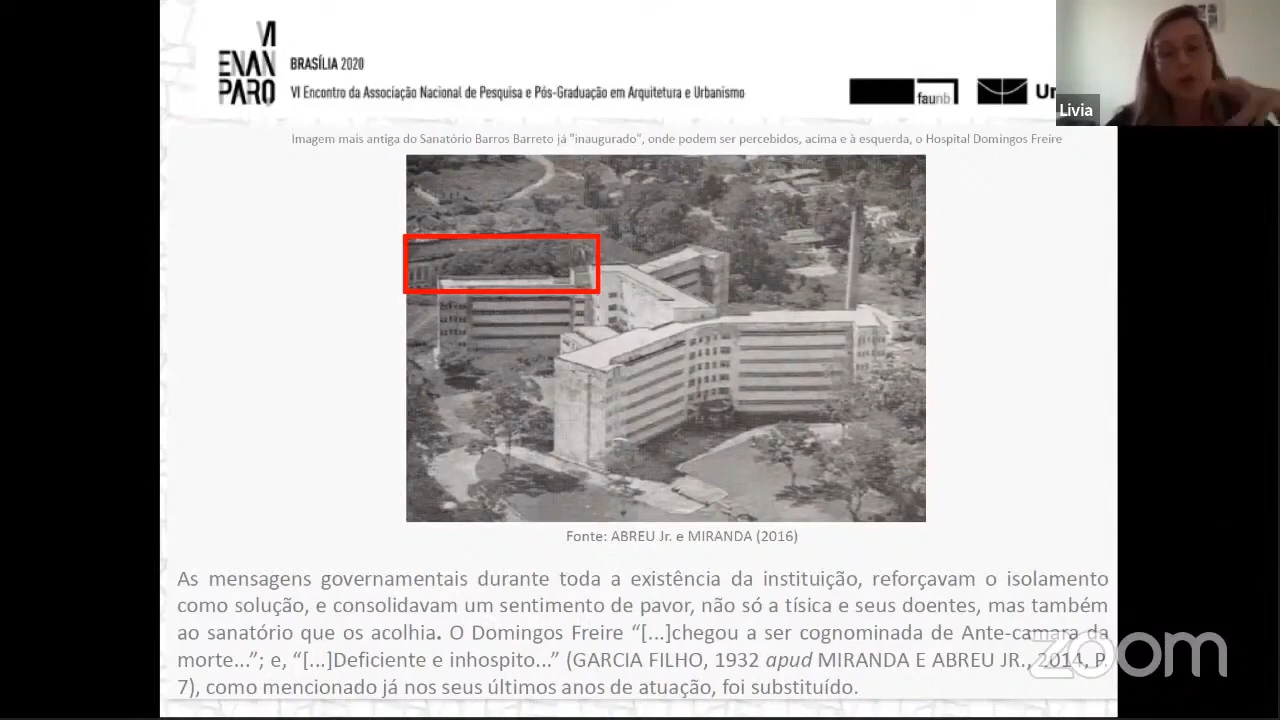 VI
ENAN
PARQ
BRASÍLIA 2020
VI Encontro da Associação Nacional de Pesquisa e Pós-Graduação em Arquitetura e Urbanismo
faunb
Livia
Imagem mais antiga do Sanatório Barros Barreto já "inaugurado", onde podem ser percebidos, acima e à esquerda, o Hospital Domingos Freire
Fonte: ABREU Jr. e MIRANDA (2016)
As mensagens governamentais durante toda a existência da instituição, reforçavam o isolamento
como solução, e consolidavam um sentimento de pavor, não só a tísica e seus doentes, mas também
ao sanatório que os acolhia. O Domingos Freire “[...]chegou a ser cognominada de Ante-camara da
morte...”; e, “[...]Deficiente e inhospito...” (GARCIA FILHO, 1932 apud MIRANDA E ABREU JR., 2014, P.
7), como mencionado já nos seus últimos anos de atuação, foi substituído.
zoom